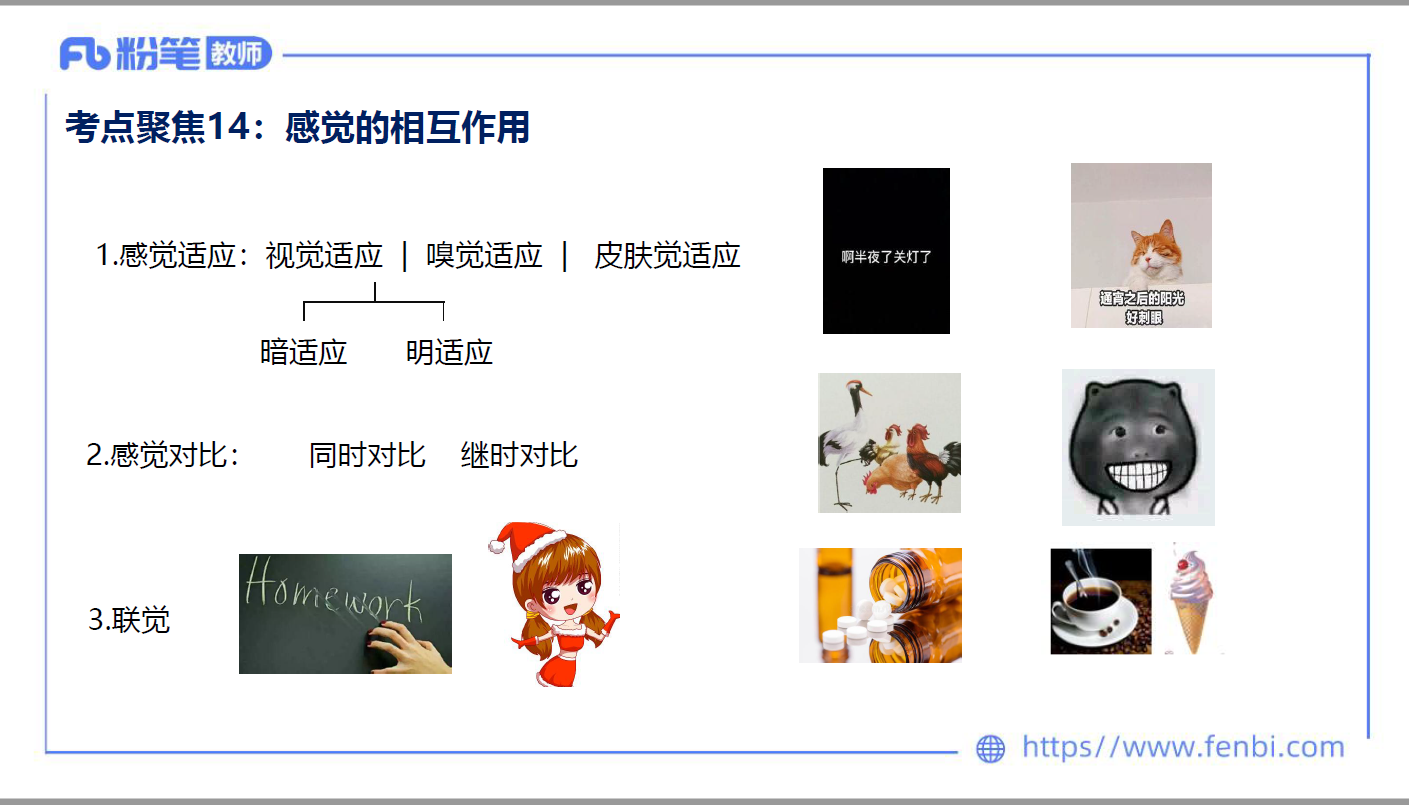 粉笔教师
考点聚焦14：感觉的相互作用
1.感觉适应：视觉适应 | 嗅觉适应 | 皮肤觉适应
暗适应 明适应
2.感觉对比： 同时对比 继时对比
3.联觉
Homework
啊半夜了关灯了
通宵之后的阳光
好刺眼
https//www.fenbi.com